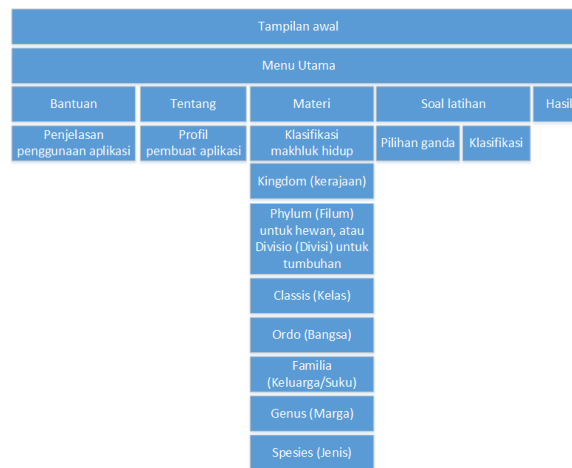 Tampilan awal
Menu Utama
Bantuan
Tentang
Materi
Soal latihan
Hasil
Penjelasan
penggunaan aplikasi
Profil
pembuat aplikasi
Klasifikasi
makhluk hidup
Pilihan ganda
Klasifikasi
Kingdom (kerajaan)
Phylum (Filum)
untuk hewan, atau
Divisio (Divisi) untuk
tumbuhan
Classis (Kelas)
Ordo (Bangsa)
Familia
(Keluarga/Suku)
Genus (Marga)
Spesies (Jenis)